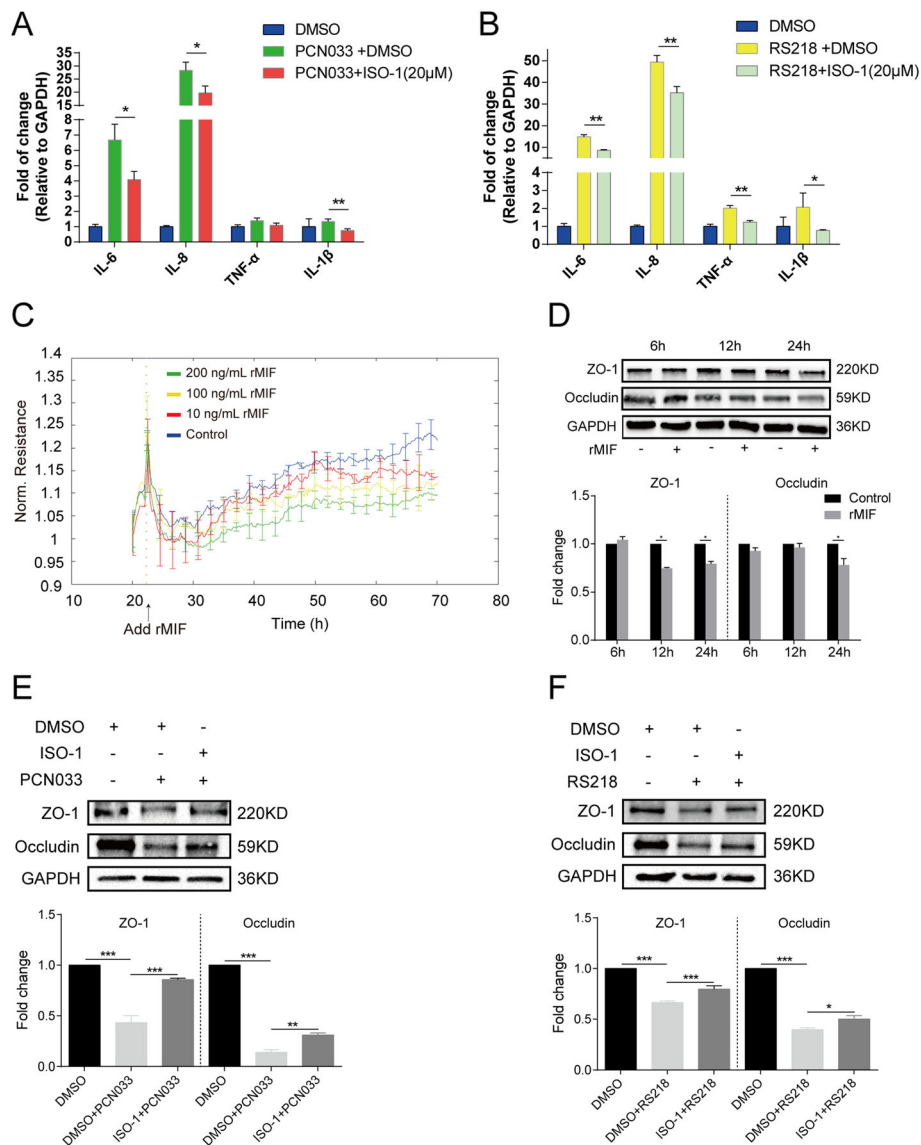 A
DMSO
PCN033 +DMSO
PCN033+ISO-1(20μM)
Fold of change
(Relative to GAPDH)
35
30
25
20
15
10
7
6
5
4
3
2
1
0
*
*
**
IL-6
IL-8
TNF-α
IL-1β
B
DMSO
RS218 +DMSO
RS218+ISO-1(20μM)
Fold of change
(Relative to GAPDH)
50
40
30
20
10
4
3
2
1
0
**
**
**
*
IL-6
IL-8
TNF-α
IL-1β
C
200 ng/mL rMIF
100 ng/mL rMIF
10 ng/mL rMIF
Control
Norm. Resistance
1.4
1.35
1.3
1.25
1.2
1.15
1.1
1.05
1
0.95
0.9
10 20 30 40 50 60 70 80
Add rMIF
Time (h)
D
6h 12h 24h
ZO-1 220KD
Occludin 59KD
GAPDH 36KD
rMIF - + - + - +
ZO-1 Occludin
Control
rMIF
Fold change
1.5
1.0
0.5
0.0
* * *
6h 12h 24h 6h 12h 24h
E
DMSO + + -
ISO-1 - - +
PCN033 - + +
ZO-1 220KD
Occludin 59KD
GAPDH 36KD
ZO-1 Occludin
Fold change
1.5
1.0
0.5
0.0
*** *** *** **
DMSO
DMSO+PCN033
ISO-1+PCN033
DMSO
DMSO+PCN033
ISO-1+PCN033
F
DMSO + + -
ISO-1 - - +
RS218 - + +
ZO-1 220KD
Occludin 59KD
GAPDH 36KD
ZO-1 Occludin
Fold change
1.5
1.0
0.5
0.0
*** *** *** *
DMSO
DMSO+RS218
ISO-1+RS218
DMSO
DMSO+RS218
ISO-1+RS218